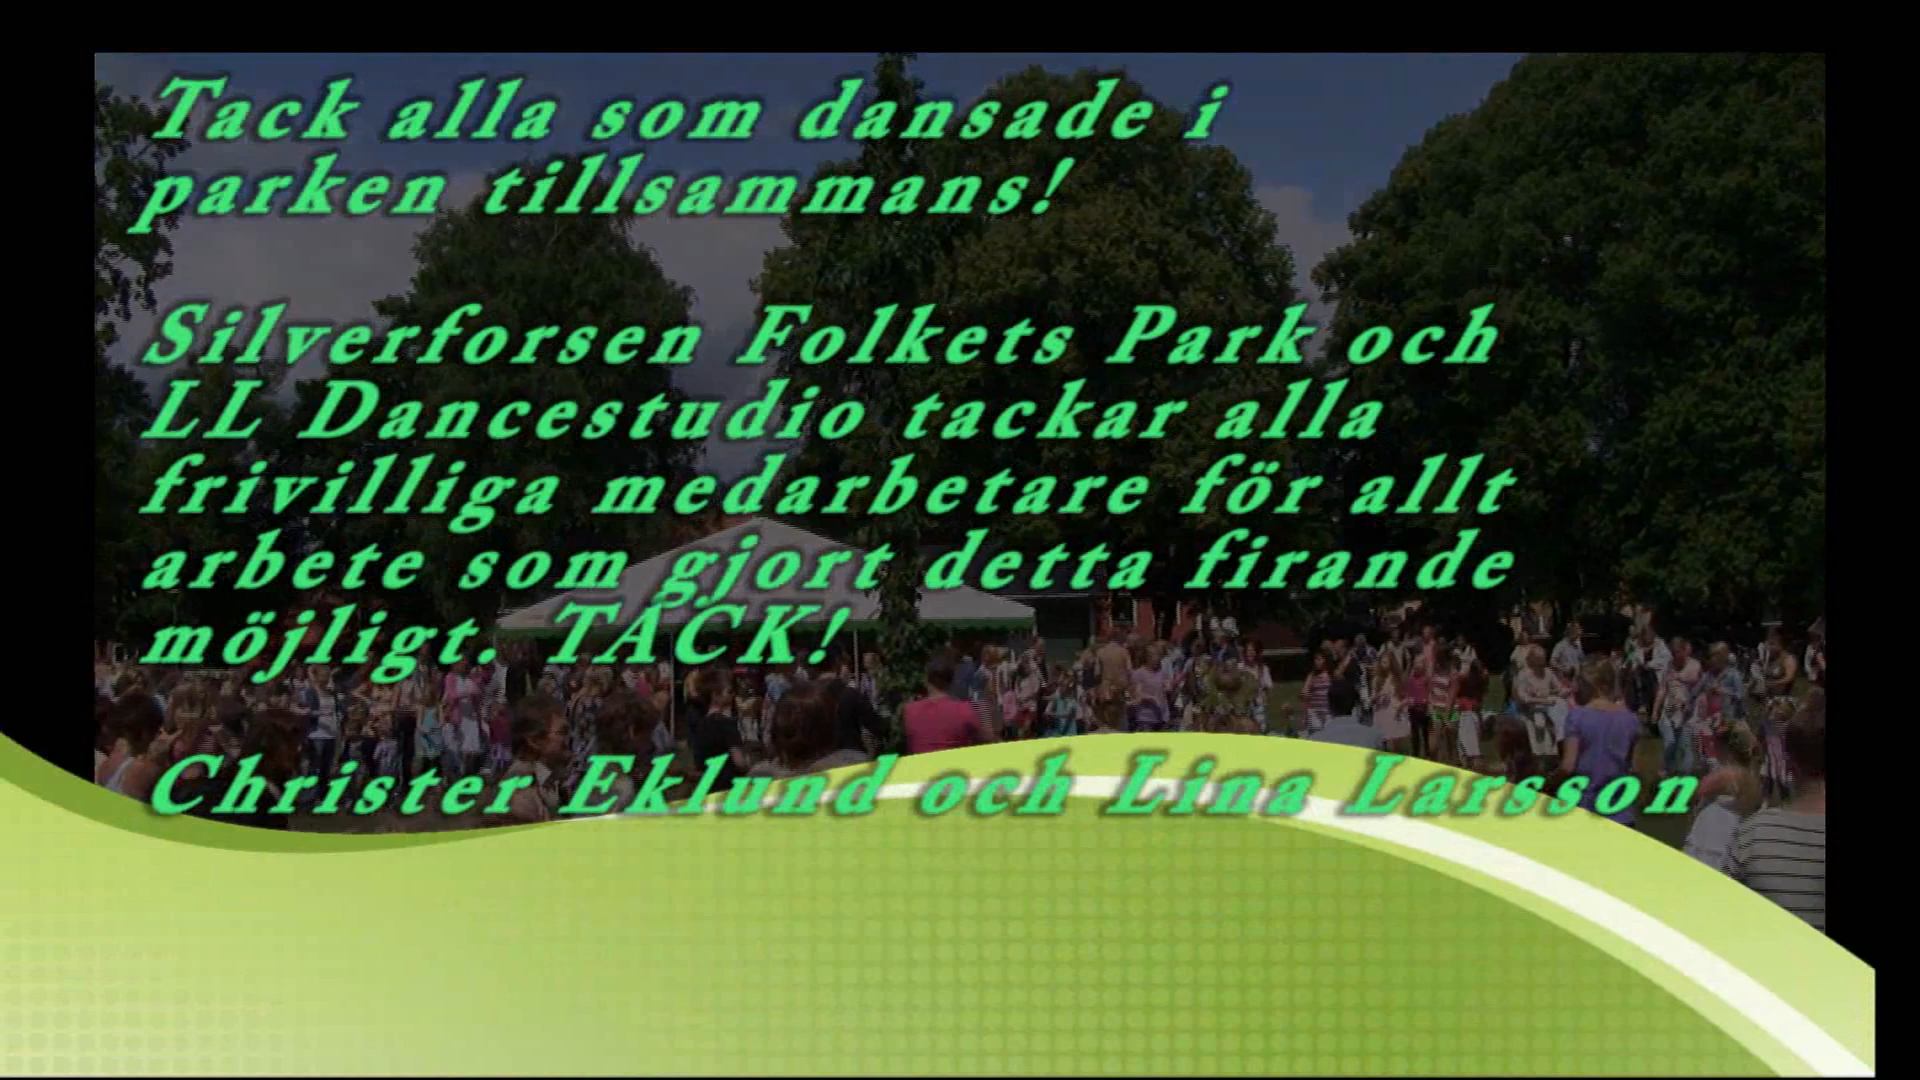 Tack alla som dansade i
parken tillsammans!
Silverforsen Folkets Park och
LL Dancestudio tackar alla
frivilliga medarbetare för allt
arbete som gjort detta firande
möjligt. TACK!
Christer Eklund och Lina Larsson